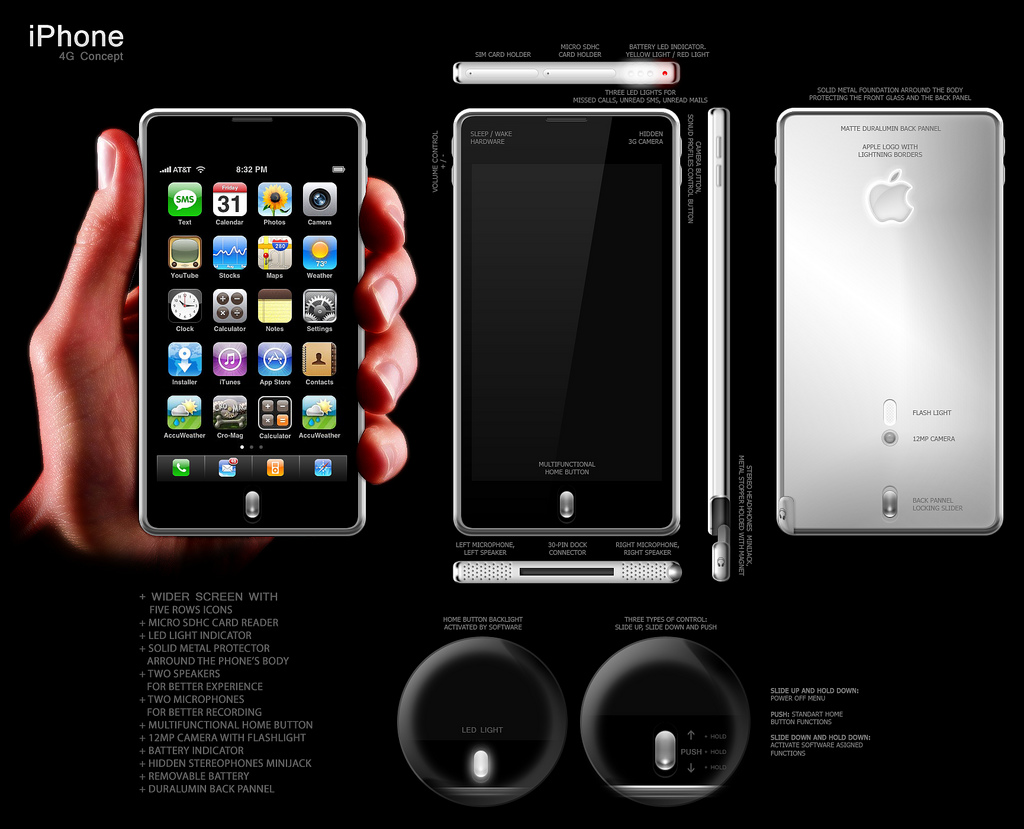 iPhone
4G Concept
SIM CARD HOLDER
MICRO SDHC
CARD HOLDER
BATTERY LED INDICATOR.
YELLOW LIGHT / RED LIGHT
THREE LED LIGHTS FOR
MISSED CALLS, UNREAD SMS, UNREAD MAILS
SOLID METAL FOUNDATION ARROUND THE BODY
PROTECTING THE FRONT GLASS AND THE BACK PANEL
AT&T
8:32 PM
SMS
Friday
31
Text
Calendar
Photos
Camera
280
73°
YouTube
Stocks
Maps
Weather
Clock
Calculator
Notes
Settings
Installer
iTunes
App Store
Contacts
AccuWeather
Cro-Mag
Calculator
AccuWeather
VOLUME CONTROL
+ / -
SLEEP / WAKE
HARDWARE
HIDDEN
3G CAMERA
CAMERA BUTTON,
SONUD PROFILES CONTROL BUTTON
MULTIFUNCTIONAL
HOME BUTTON
STEREO HEADPHONES MINIJACK,
METAL STOPPER HOLDED WITH MAGNET
MATTE DURALUMIN BACK PANNEL
APPLE LOGO WITH
LIGHTNING BORDERS
FLASH LIGHT
12MP CAMERA
BACK PANNEL
LOCKING SLIDER
LEFT MICROPHONE,
LEFT SPEAKER
30-PIN DOCK
CONNECTOR
RIGHT MICROPHONE,
RIGHT SPEAKER
+ WIDER SCREEN WITH
FIVE ROWS ICONS
+ MICRO SDHC CARD READER
+ LED LIGHT INDICATOR
+ SOLID METAL PROTECTOR
ARROUND THE PHONE'S BODY
+ TWO SPEAKERS
FOR BETTER EXPERIENCE
+ TWO MICROPHONES
FOR BETTER RECORDING
+ MULTIFUNCTIONAL HOME BUTTON
+ 12MP CAMERA WITH FLASHLIGHT
+ BATTERY INDICATOR
+ HIDDEN STEREOPHONES MINIJACK
+ REMOVABLE BATTERY
+ DURALUMIN BACK PANNEL
HOME BUTTON BACKLIGHT
ACTIVATED BY SOFTWARE
LED LIGHT
THREE TYPES OF CONTROL:
SLIDE UP, SLIDE DOWN AND PUSH
+ HOLD
PUSH + HOLD
+ HOLD
SLIDE UP AND HOLD DOWN:
POWER OFF MENU
PUSH: STANDART HOME
BUTTON FUNCTIONS
SLIDE DOWN AND HOLD DOWN:
ACTIVATE SOFTWARE ASIGNED
FUNCTIONS